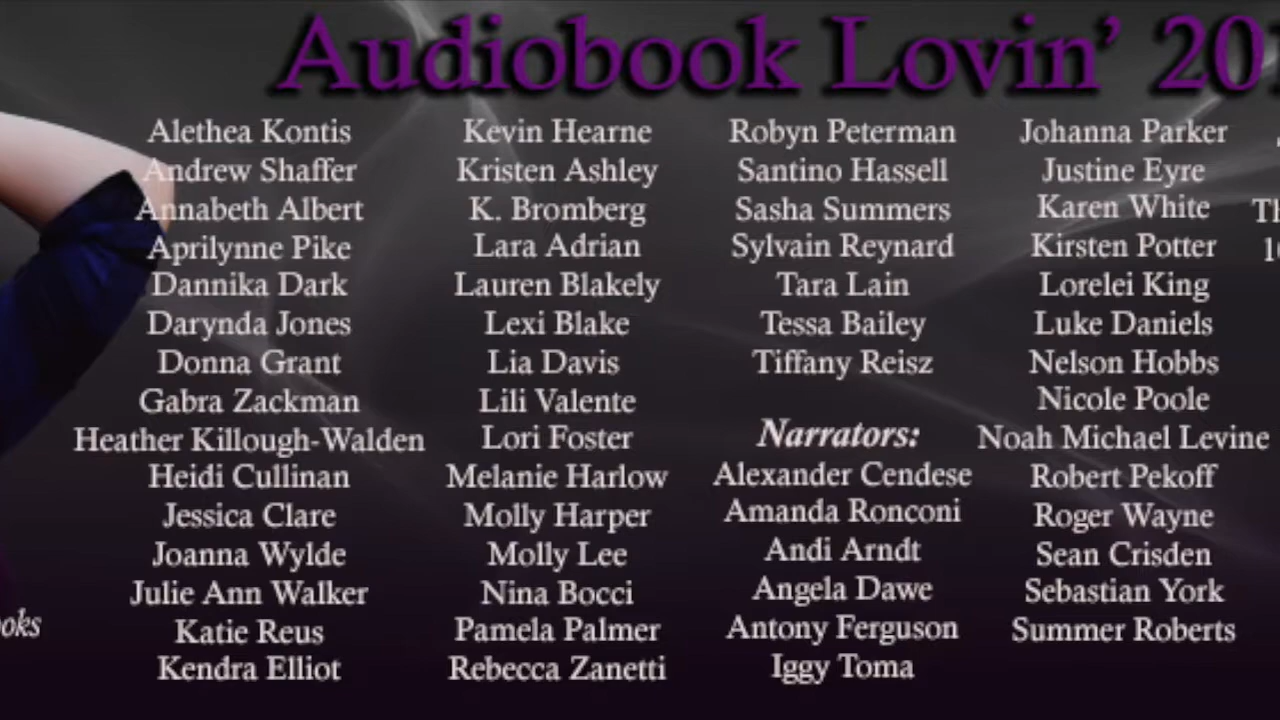 Audiobook Lovin' 201
Alethea Kontis
Andrew Shaffer
Annabeth Albert
Aprilynne Pike
Dannika Dark
Darynda Jones
Donna Grant
Gabra Zackman
Heather Killough-Walden
Heidi Cullinan
Jessica Clare
Joanna Wylde
Julie Ann Walker
Katie Reus
Kendra Elliot
Kevin Hearne
Kristen Ashley
K. Bromberg
Lara Adrian
Lauren Blakely
Lexi Blake
Lia Davis
Lili Valente
Lori Foster
Melanie Harlow
Molly Harper
Molly Lee
Nina Bocci
Pamela Palmer
Rebecca Zanetti
Robyn Peterman
Santino Hassell
Sasha Summers
Sylvain Reynard
Tara Lain
Tessa Bailey
Tiffany Reisz
Narrators:
Alexander Cendese
Amanda Ronconi
Andi Arndt
Angela Dawe
Antony Ferguson
Iggy Toma
Johanna Parker
Justine Eyre
Karen White
Kirsten Potter
Lorelei King
Luke Daniels
Nelson Hobbs
Nicole Poole
Noah Michael Levine
Robert Pekoff
Roger Wayne
Sean Crisden
Sebastian York
Summer Roberts
Th
ooks